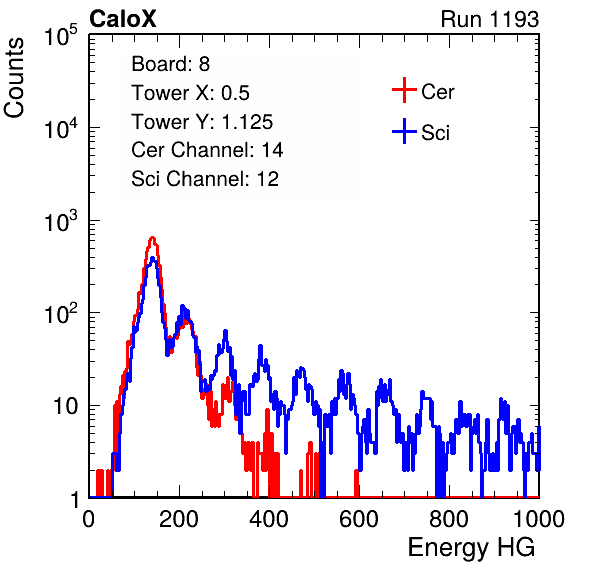 CaloX Run 1193
Counts
Board: 8
Tower X: 0.5
Tower Y: 1.125
Cer Channel: 14
Sci Channel: 12
Cer
Sci
10^5
10^4
10^3
10^2
10
1
0 200 400 600 800 1000
Energy HG